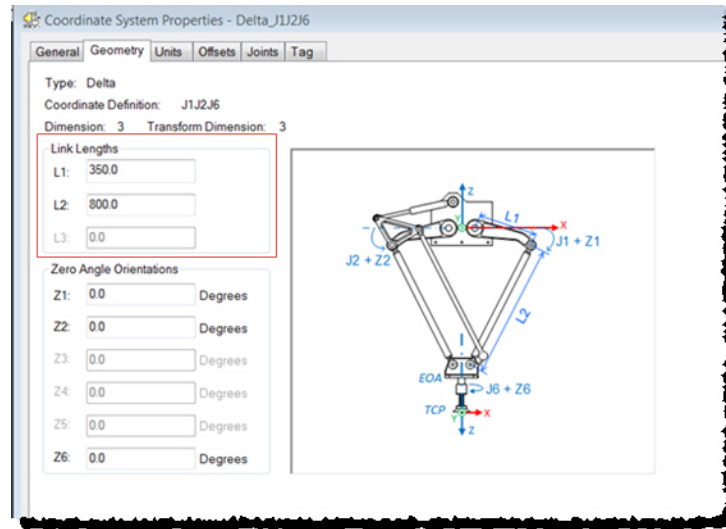 Coordinate System Properties - Delta_J1J2J6
General Geometry Units Offsets Joints Tag
Type: Delta
Coordinate Definition: J1J2J6
Dimension: 3 Transform Dimension: 3
Link Lengths
L1: 350.0
L2: 800.0
L3: 0.0
Zero Angle Orientations
Z1: 0.0 Degrees
Z2: 0.0 Degrees
Z3: 0.0 Degrees
Z4: 0.0 Degrees
Z5: 0.0 Degrees
Z6: 0.0 Degrees
Z
Y
L1
X
J1 + Z1
J2 + Z2
L2
EOA
J6 + Z6
TCP
Y
X
Z